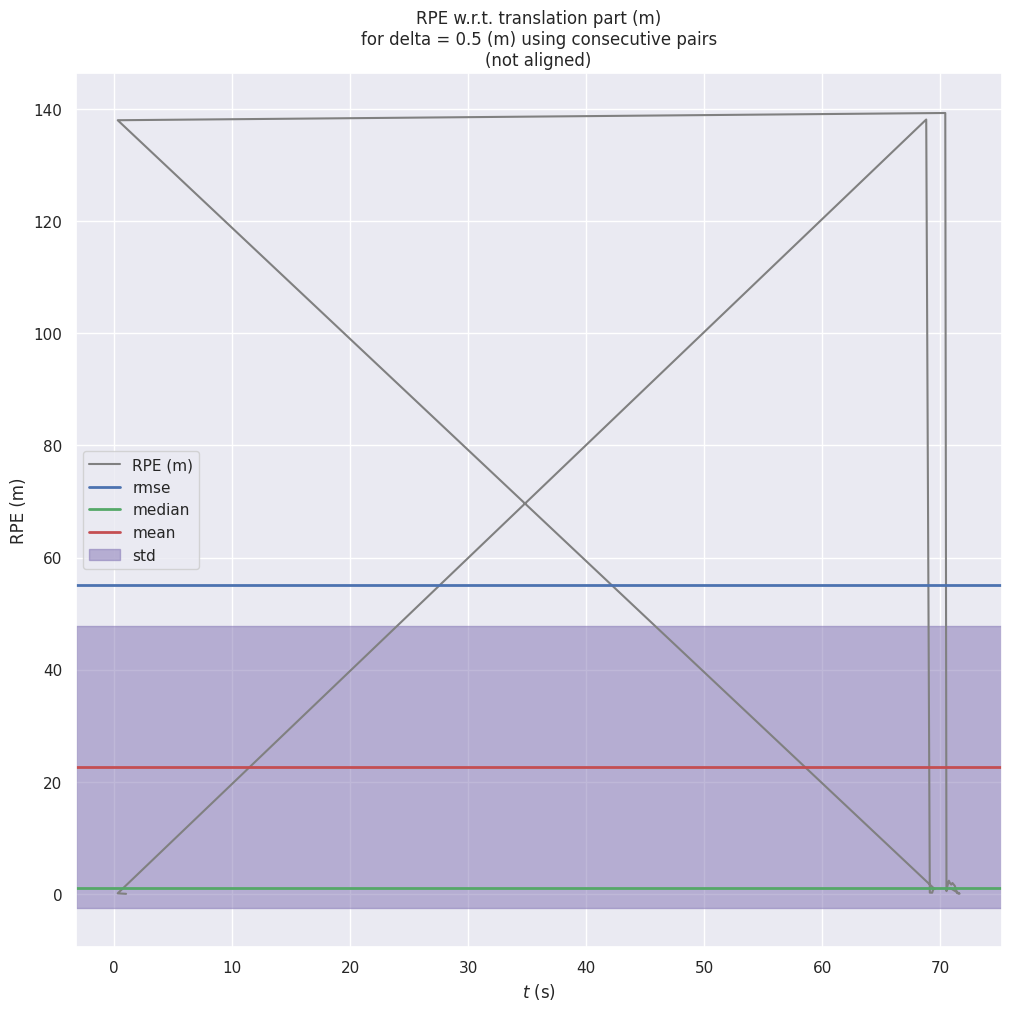 RPE w.r.t. translation part (m)
for delta = 0.5 (m) using consecutive pairs
(not aligned)
140
120
100
80
60
40
20
0
RPE (m)
RPE (m)
rmse
median
mean
std
0 10 20 30 40 50 60 70
t (s)